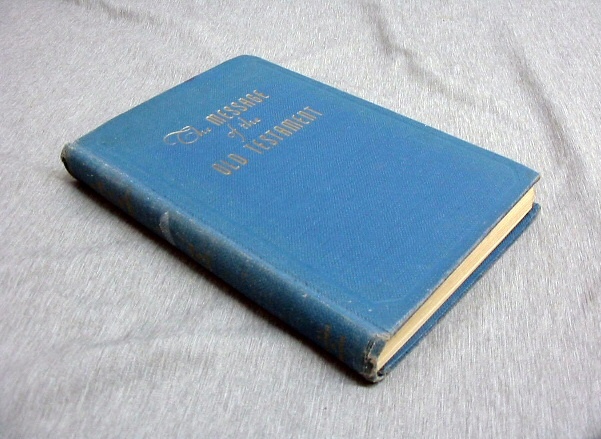 The MESSAGE
of the
OLD TESTAMENT